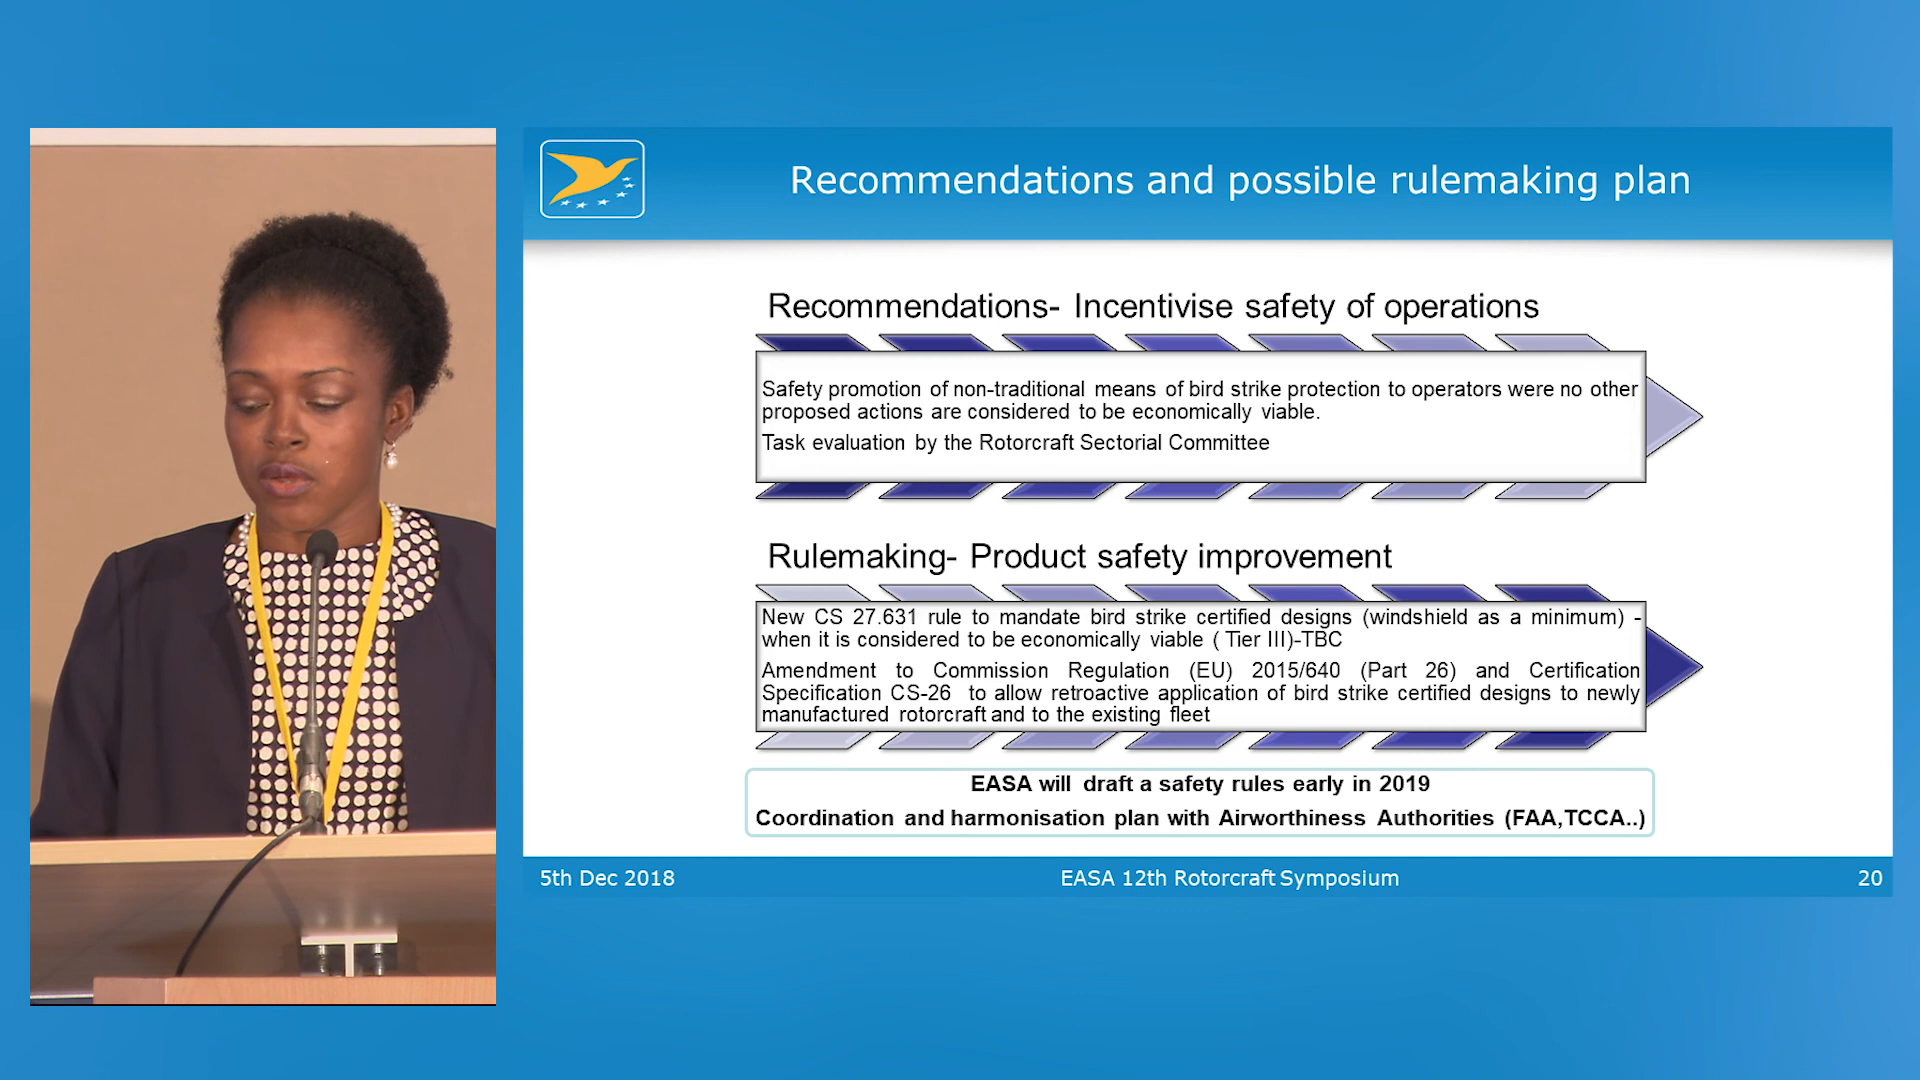 Recommendations and possible rulemaking plan
Recommendations- Incentivise safety of operations
Safety promotion of non-traditional means of bird strike protection to operators were no other
proposed actions are considered to be economically viable.
Task evaluation by the Rotorcraft Sectorial Committee
Rulemaking- Product safety improvement
New CS 27.631 rule to mandate bird strike certified designs (windshield as a minimum) -
when it is considered to be economically viable ( Tier III)-TBC
Amendment to Commission Regulation (EU) 2015/640 (Part 26) and Certification
Specification CS-26 to allow retroactive application of bird strike certified designs to newly
manufactured rotorcraft and to the existing fleet
EASA will draft a safety rules early in 2019
Coordination and harmonisation plan with Airworthiness Authorities (FAA,TCCA..)
5th Dec 2018 EASA 12th Rotorcraft Symposium 20